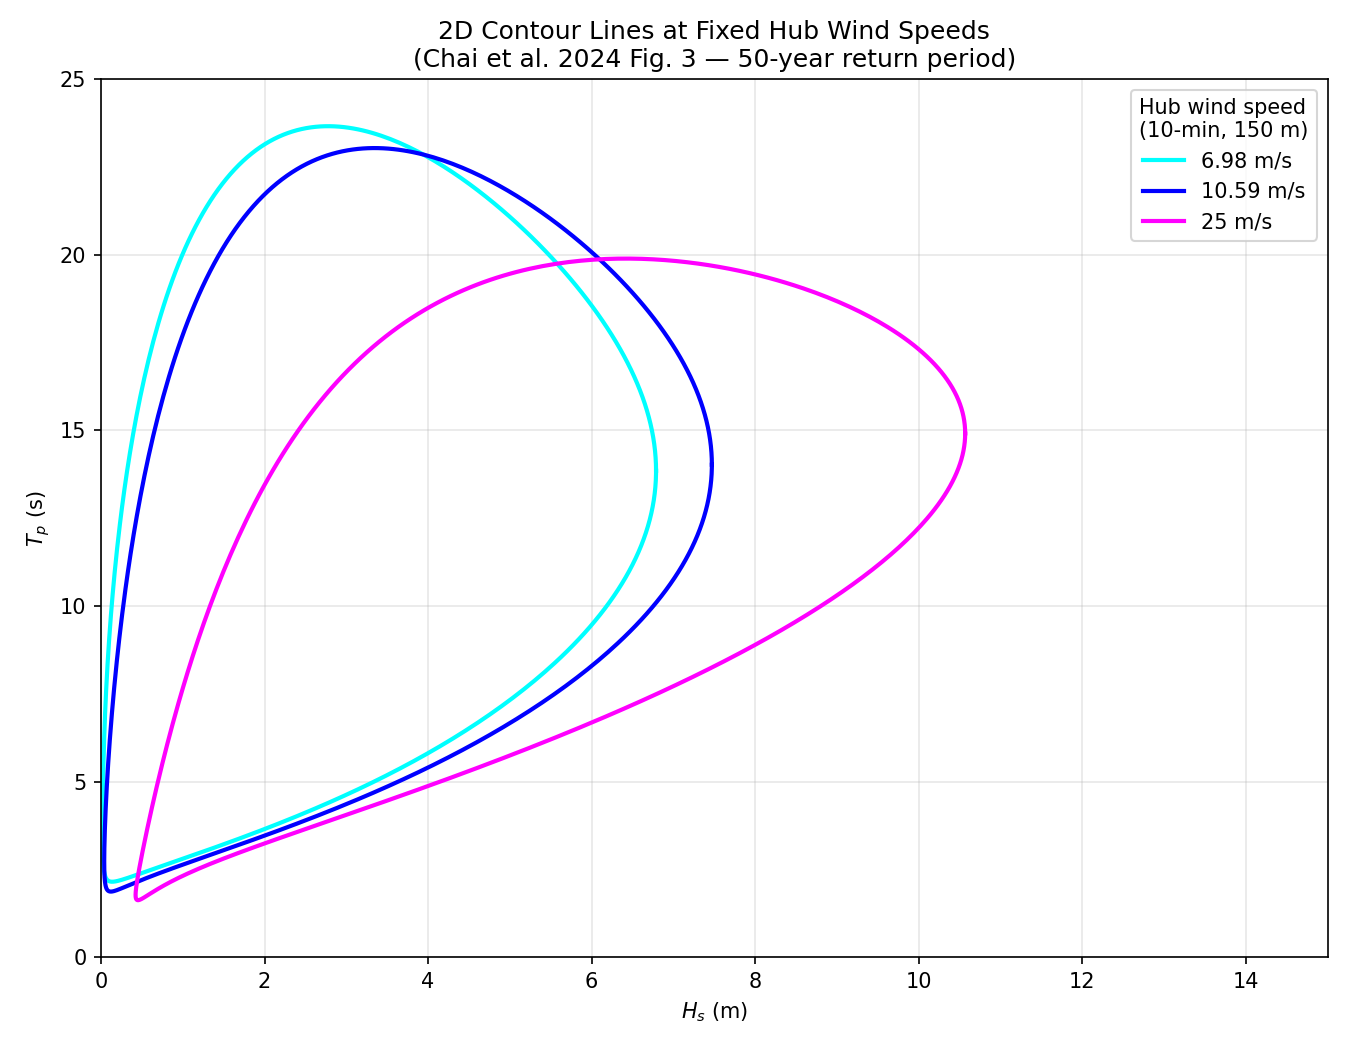 2D Contour Lines at Fixed Hub Wind Speeds
(Chai et al. 2024 Fig. 3 — 50-year return period)
Hub wind speed
(10-min, 150 m)
6.98 m/s
10.59 m/s
25 m/s
25
20
15
10
5
0
T_p (s)
0 2 4 6 8 10 12 14
H_s (m)